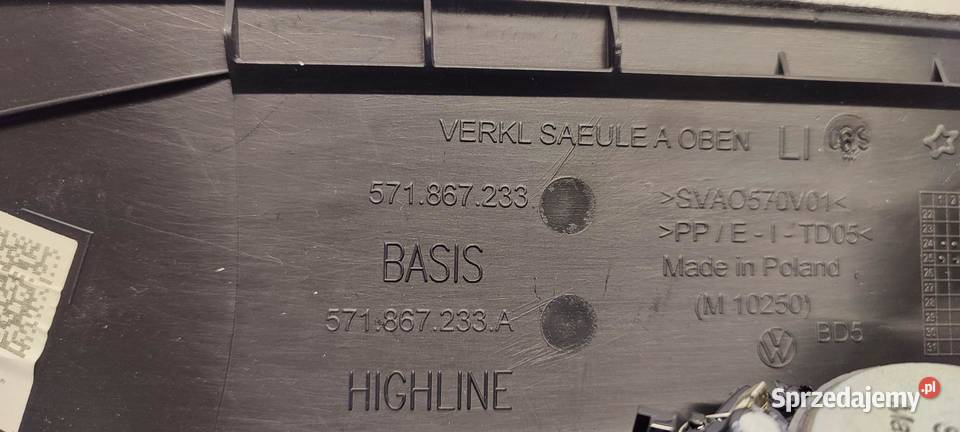 VERKL SAEULE A OBEN LI
571.867.233 >SVAO570V01<
>PP/E-I-TD05<
BASIS Made in Poland
571.867.233.A (M 10250)
BD5
HIGHLINE
Sprzedajemy.pl